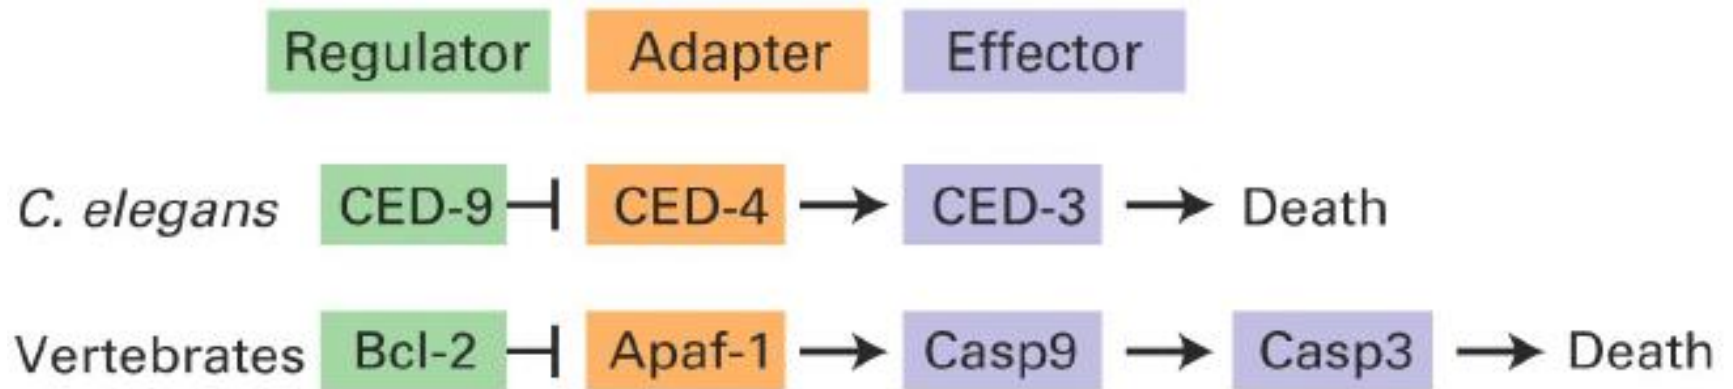 Regulator Adapter Effector
C. elegans CED-9 CED-4 CED-3 Death
Vertebrates Bcl-2 Apaf-1 Casp9 Casp3 Death